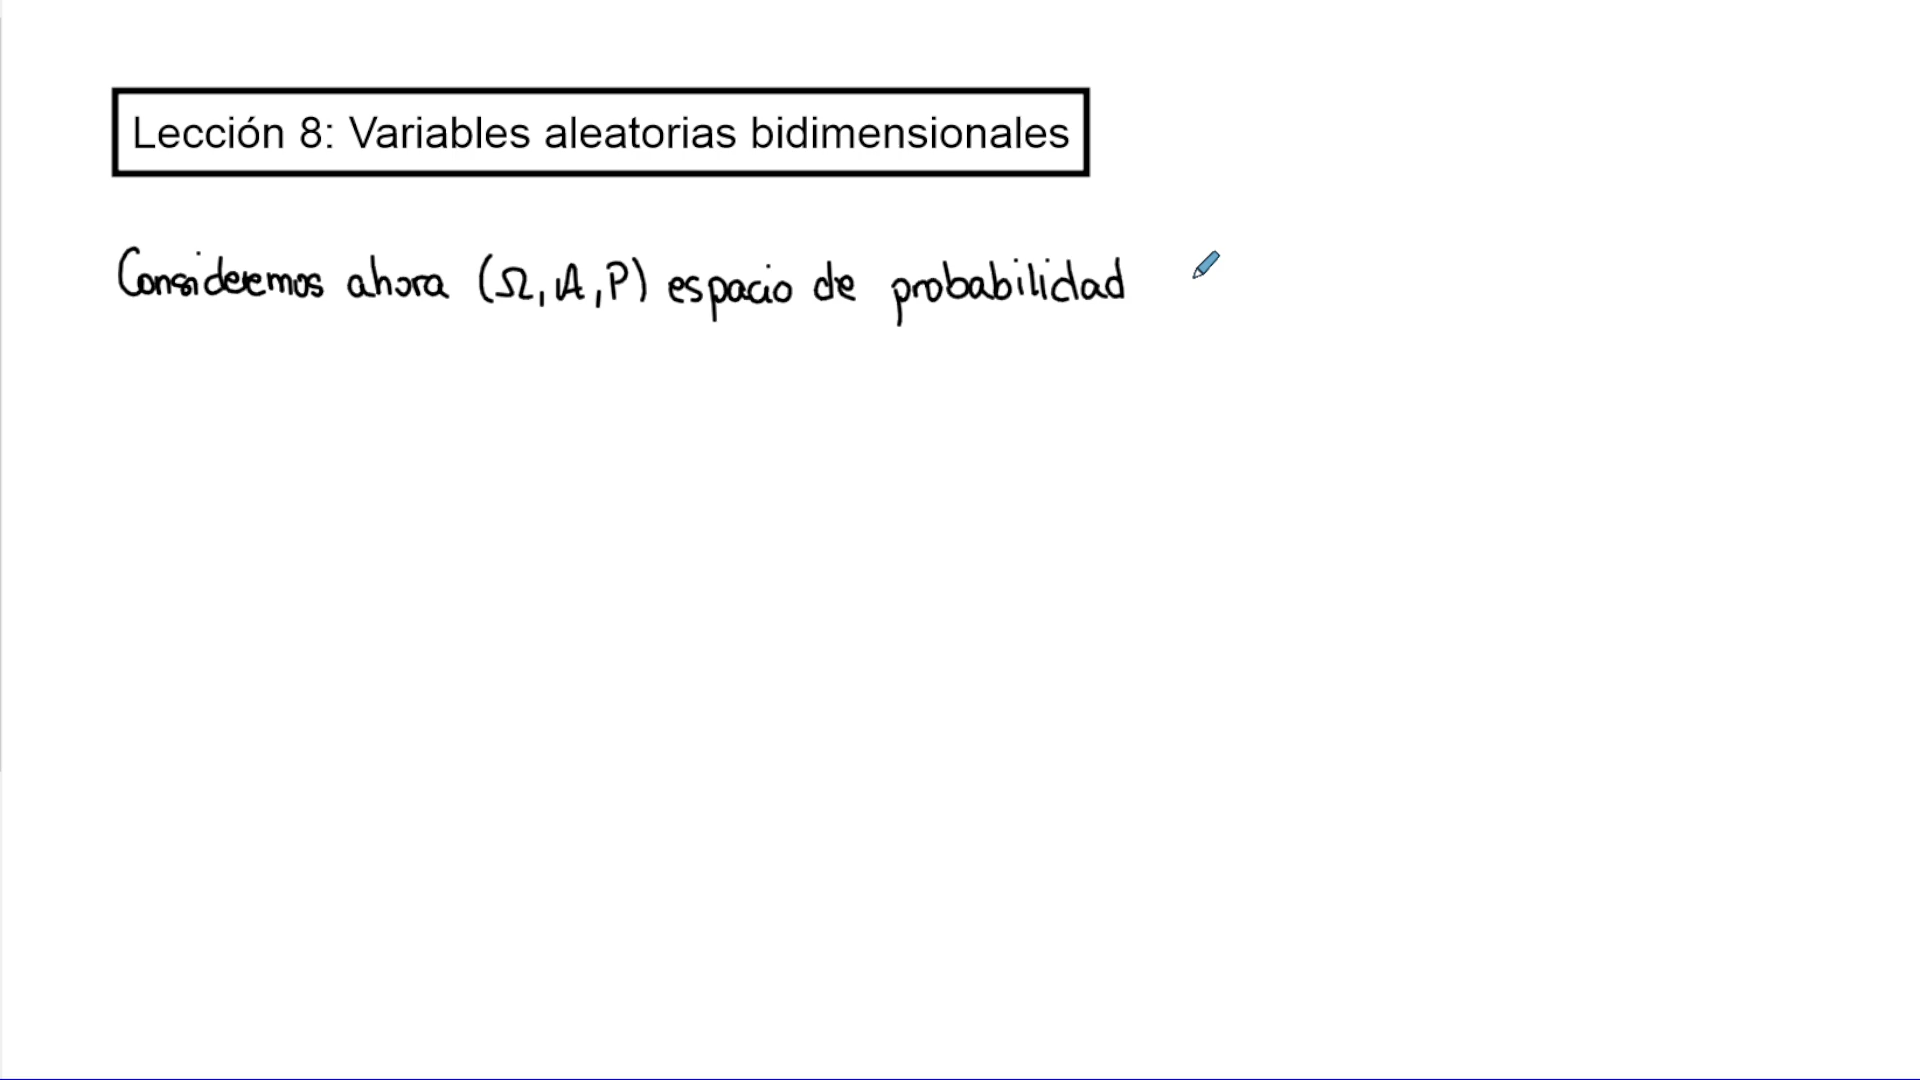 Lección 8: Variables aleatorias bidimensionales
Consideremos ahora (Ω, A, P) espacio de probabilidad